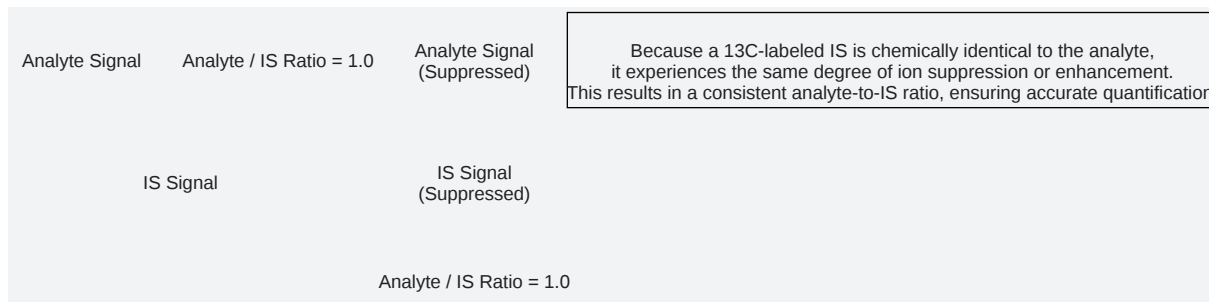 Analyte Signal
Analyte / IS Ratio = 1.0
Analyte Signal
(Suppressed)
Because a 13C-labeled IS is chemically identical to the analyte,
it experiences the same degree of ion suppression or enhancement.
This results in a consistent analyte-to-IS ratio, ensuring accurate quantification
IS Signal
IS Signal
(Suppressed)
Analyte / IS Ratio = 1.0